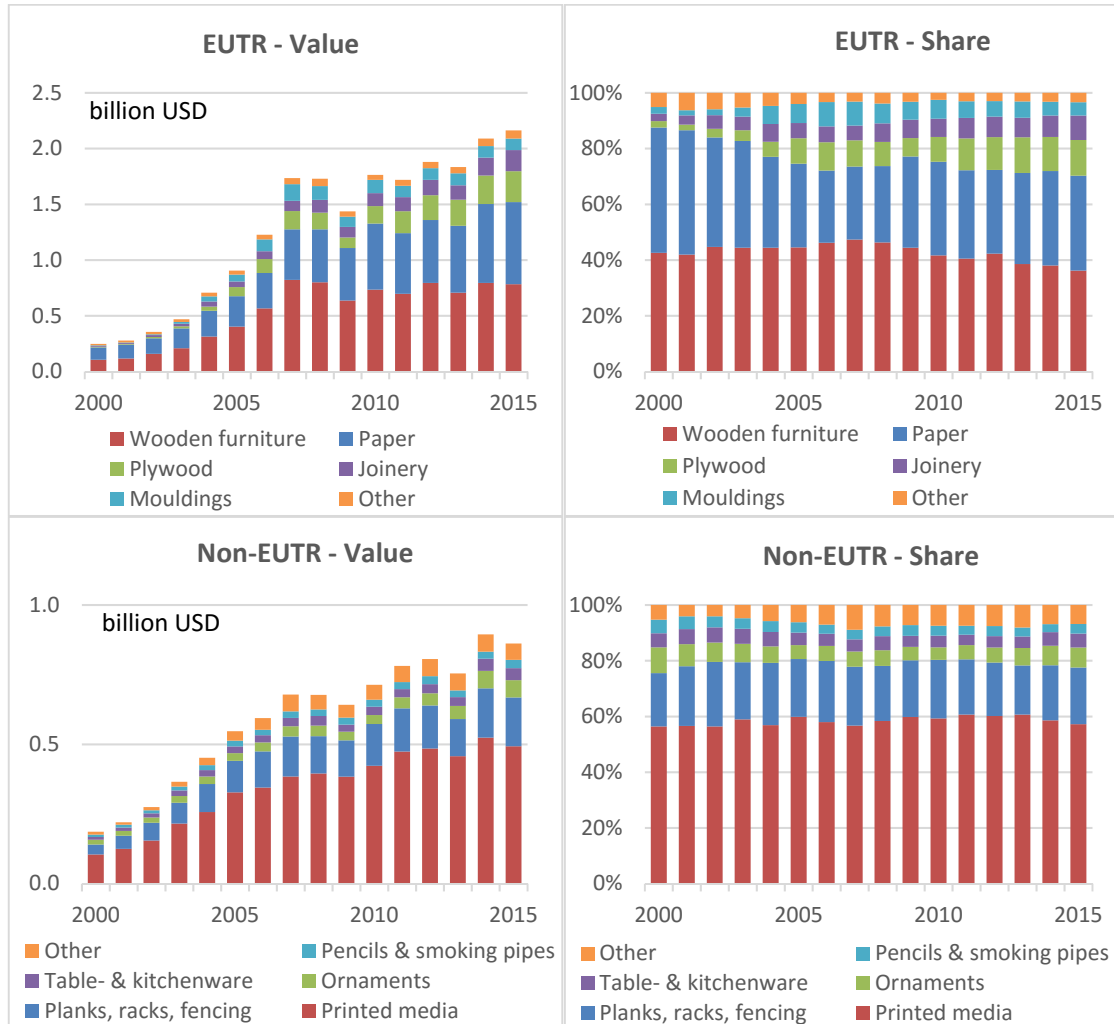 EUTR - Value
billion USD
2.5
2.0
1.5
1.0
0.5
0.0
2000 2005 2010 2015
Wooden furniture Paper
Plywood Joinery
Mouldings Other
EUTR - Share
100%
80%
60%
40%
20%
0%
2000 2005 2010 2015
Wooden furniture Paper
Plywood Joinery
Mouldings Other
Non-EUTR - Value
1.0
billion USD
0.5
0.0
2000 2005 2010 2015
Other Pencils & smoking pipes
Table- & kitchenware Ornaments
Planks, racks, fencing Printed media
Non-EUTR - Share
100%
80%
60%
40%
20%
0%
2000 2005 2010 2015
Other Pencils & smoking pipes
Table- & kitchenware Ornaments
Planks, racks, fencing Printed media